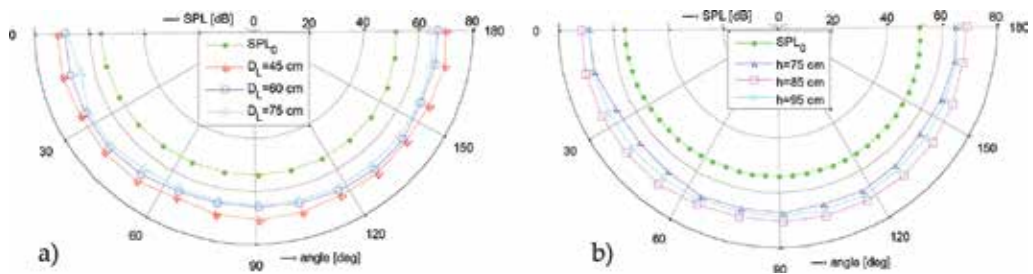 SPL [dB] 0 20 40 60 80
0 180
SPL0
DL=45 cm
DL=60 cm
DL=75 cm
30 150
60 120
90
angle [deg]
a)
SPL [dB] 0 20 40 60 80
0 180
SPL0
h=75 cm
h=85 cm
h=95 cm
30 150
60 120
90
angle [deg]
b)